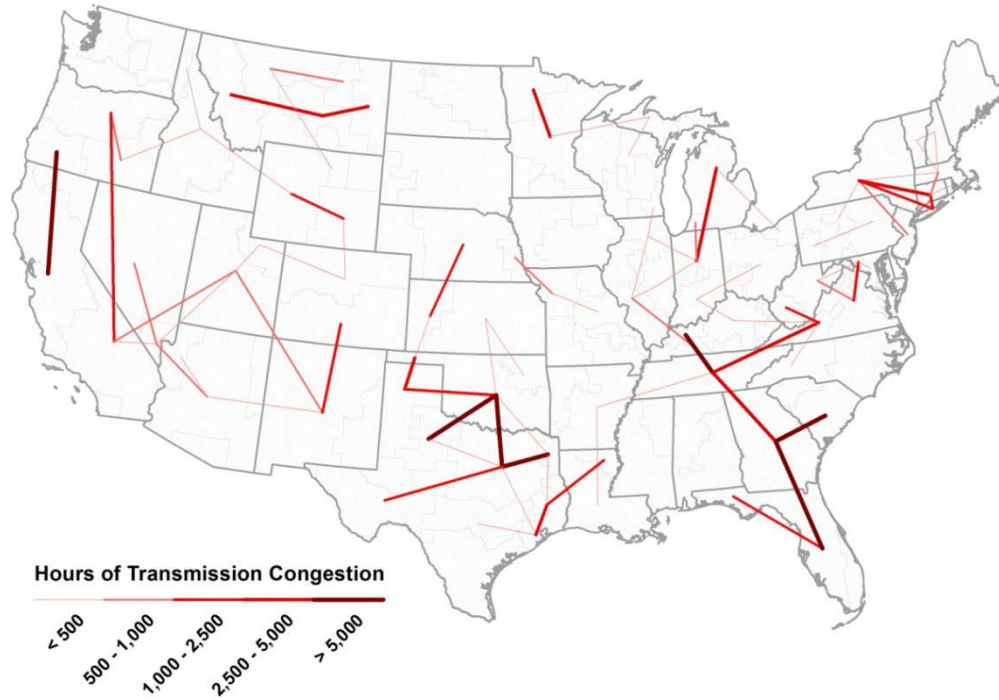 Hours of Transmission Congestion
< 500
500 - 1,000
1,000 - 2,500
2,500 - 5,000
> 5,000